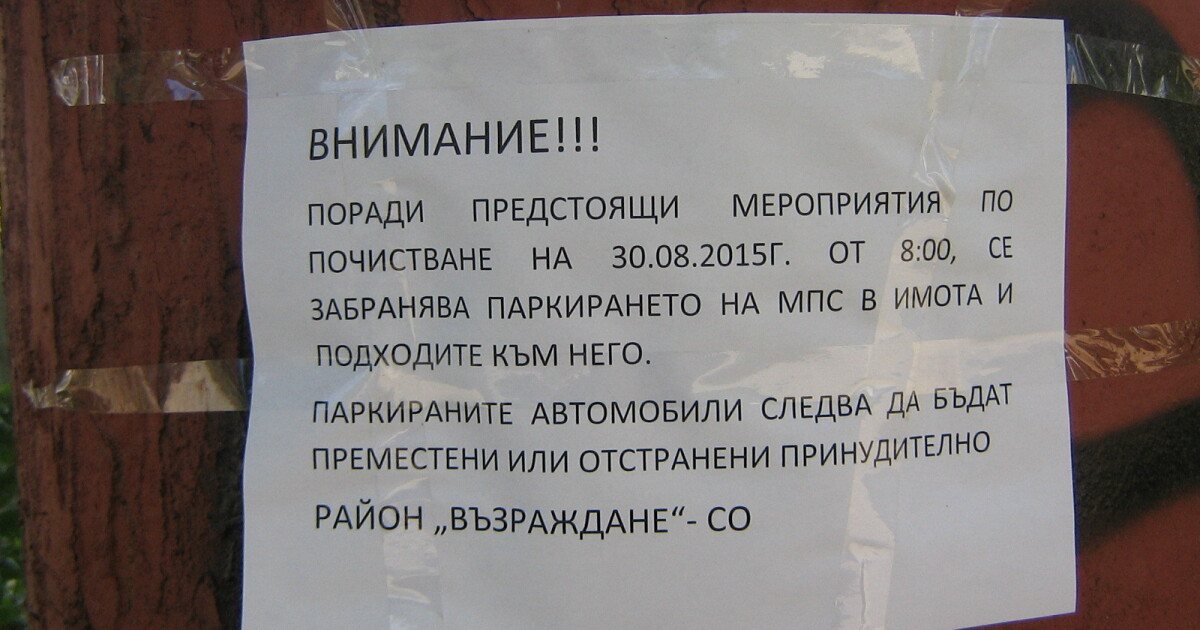 ВНИМАНИЕ!!!
ПОРАДИ ПРЕДСТОЯЩИ МЕРОПРИЯТИЯ ПО
ПОЧИСТВАНЕ НА 30.08.2015Г. ОТ 8:00, СЕ
ЗАБРАНЯВА ПАРКИРАНЕТО НА МПС В ИМОТА И
ПОДХОДИТЕ КЪМ НЕГО.
ПАРКИРАНИТЕ АВТОМОБИЛИ СЛЕДВА ДА БЪДАТ
ПРЕМЕСТЕНИ ИЛИ ОТСТРАНЕНИ ПРИНУДИТЕЛНО
РАЙОН „ВЪЗРАЖДАНЕ“- СО